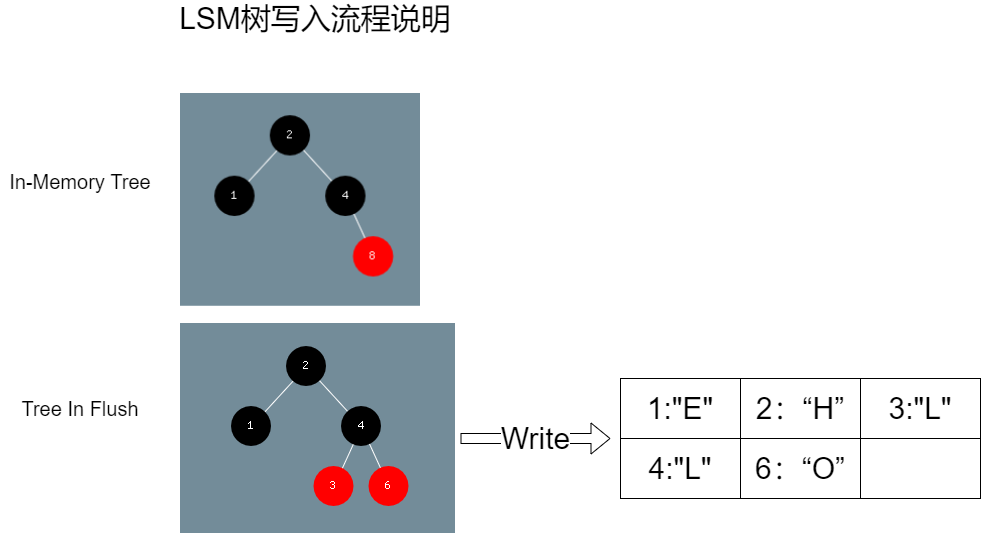 LSM树写入流程说明
In-Memory Tree
2
1
4
8
Tree In Flush
2
1
4
3
6
Write
1:"E"
2：“H”
3:"L"
4:"L"
6：“O”